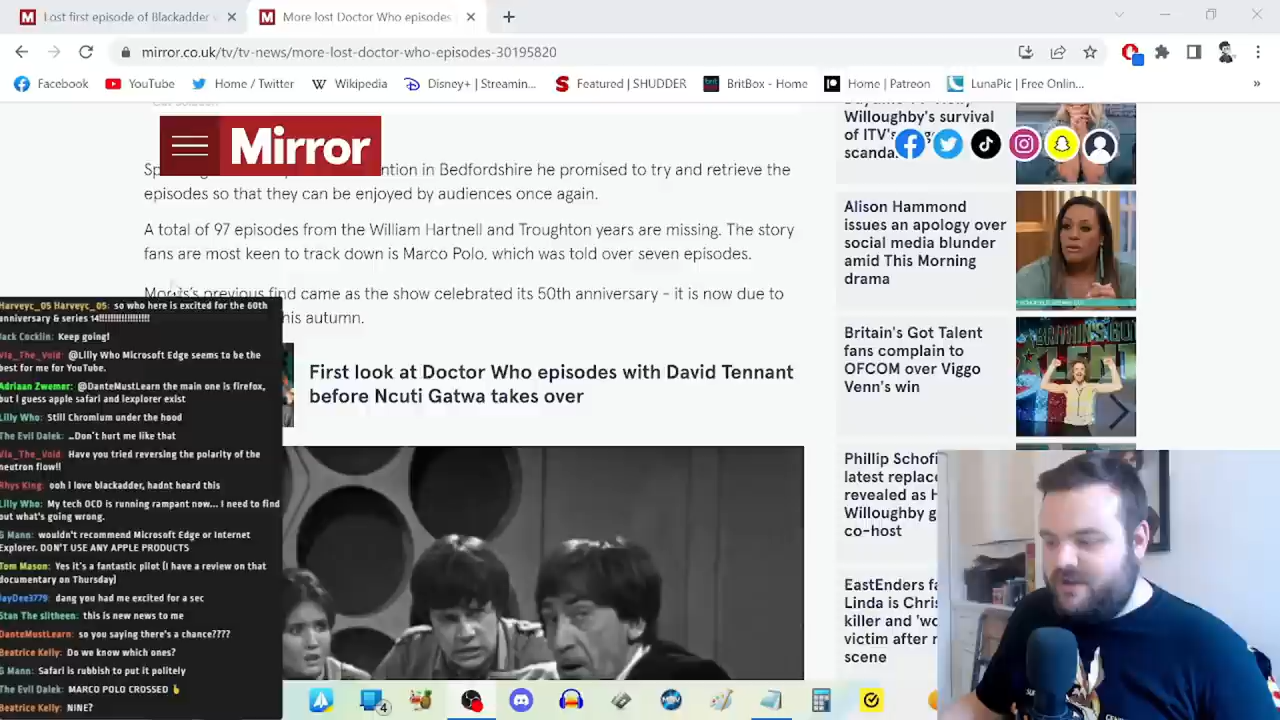 Lost first episode of Blackadder
More lost Doctor Who episodes
mirror.co.uk/tv/tv-news/more-lost-doctor-who-episodes-30195820
Facebook
YouTube
Home / Twitter
Wikipedia
Disney+ | Streamin...
Featured | SHUDDER
BritBox - Home
Home | Patreon
LunaPic | Free Onlin...
»
Mirror
ntion in Bedfordshire he promised to try and retrieve the
episodes so that they can be enjoyed by audiences once again.
A total of 97 episodes from the William Hartnell and Troughton years are missing. The story
fans are most keen to track down is Marco Polo, which was told over seven episodes.
Morris's previous find came as the show celebrated its 50th anniversary - it is now due to
his autumn.
First look at Doctor Who episodes with David Tennant
before Ncuti Gatwa takes over
Willoughby's survival
of ITV's
scanda
Alison Hammond
issues an apology over
social media blunder
amid This Morning
drama
Britain's Got Talent
fans complain to
OFCOM over Viggo
Venn's win
Phillip Schofi
latest replace
revealed as H
Willoughby g
co-host
EastEnders fa
Linda is Chris
killer and 'wo
victim after r
scene
Harveyc_05 Harveyc_05: so who here is excited for the 60th
anniversary & series 14!!!!!!!!!!!!!!!!!!
Jack Cocklin: Keep going!
Via_The_Void: @Lilly Who Microsoft Edge seems to be the
best for me for YouTube.
Adriaan Zwemer: @DanteMustLearn the main one is firefox,
but I guess apple safari and Iexplorer exist
Lilly Who: Still Chromium under the hood
The Evil Dalek: ...Don't hurt me like that
Via_The_Void: Have you tried reversing the polarity of the
neutron flow!!
Rhys King: ooh I love blackadder, hadnt heard this
Lilly Who: My tech OCD is running rampant now... I need to find
out what's going wrong.
G Mann: wouldn't recommend Microsoft Edge or Internet
Explorer. DON'T USE ANY APPLE PRODUCTS
Tom Mason: Yes it's a fantastic pilot (I have a review on that
documentary on Thursday)
JayDee3779: dang you had me excited for a sec
Stan The slitheen: this is new news to me
DanteMustLearn: so you saying there's a chance????
Beatrice Kelly: Do we know which ones?
G Mann: Safari is rubbish to put it politely
The Evil Dalek: MARCO POLO CROSSED
Beatrice Kelly: NINE?
4